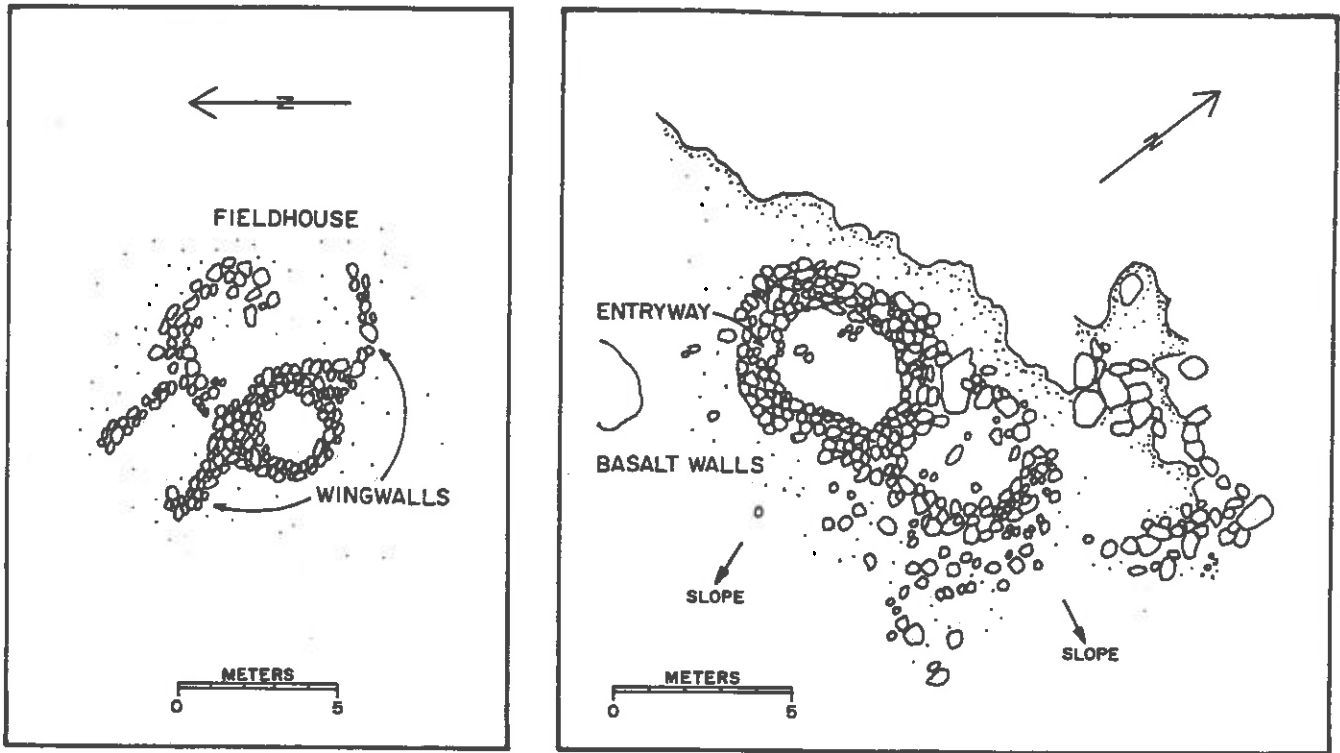 N
FIELDHOUSE
WINGWALLS
METERS
0 5
N
ENTRYWAY
BASALT WALLS
SLOPE
SLOPE
METERS
0 5